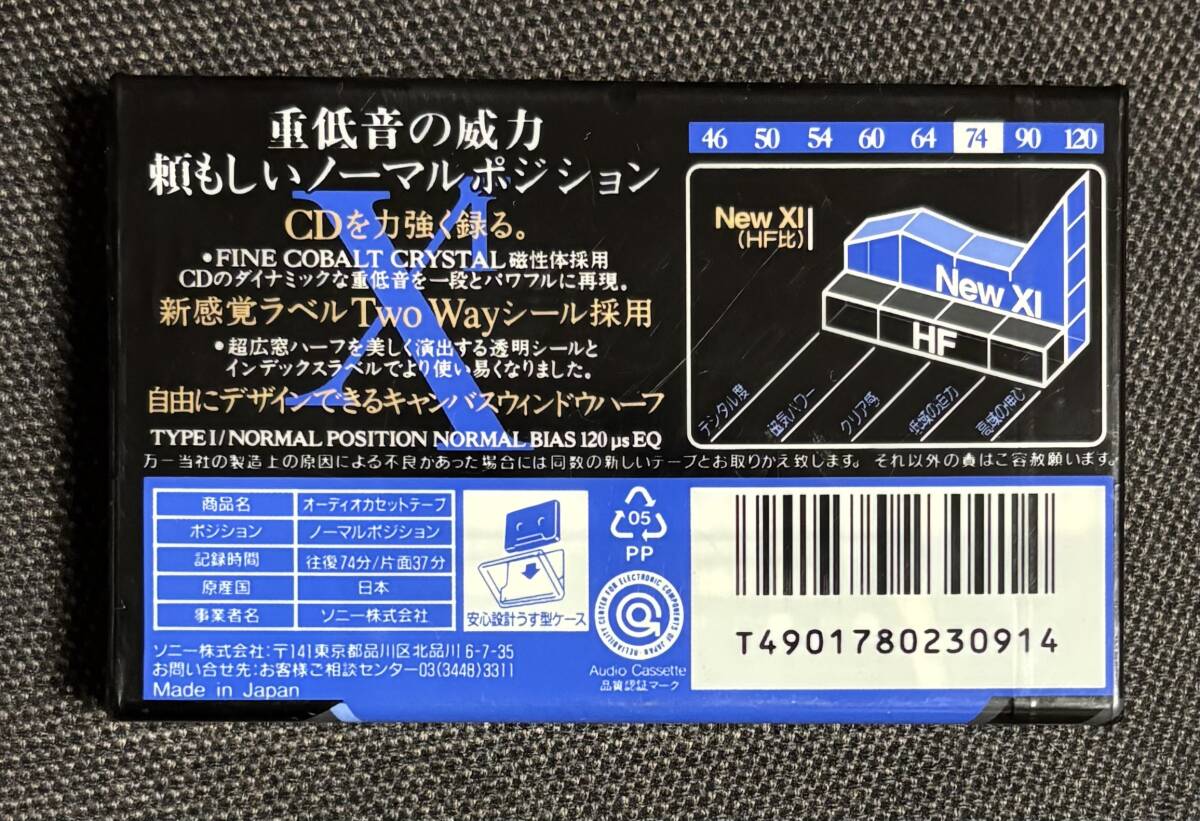 重低音の威力
頼もしいノーマルポジション
CDを力強く録る。
•FINE COBALT CRYSTAL磁性体採用
CDのダイナミックな重低音を一段とパワフルに再現。
新感覚ラベルTwo Wayシール採用
•超広窓ハーフを美しく演出する透明シールと
インデックスラベルでより使い易くなりました。
自由にデザインできるキャンバスウィンドウハーフ
TYPE I/NORMAL POSITION NORMAL BIAS 120 μs EQ
46 50 54 60 64 74 90 120
New XI
(HF比)
New XI
HF
デジタル度
磁気パワー
クリア感
低域の迫力
高域の伸び
万一当社の製造上の原因による不良があった場合には同数の新しいテープとお取りかえ致します。それ以外の責はご容赦願います。
商品名 オーディオカセットテープ
ポジション ノーマルポジション
記録時間 往復74分/片面37分
原産国 日本
事業者名 ソニー株式会社
安心設計うす型ケース
05
PP
RELIABILITY CENTER FOR ELECTRONIC COMPONENTS OF JAPAN
Audio Cassette
品質認証マーク
T4901780230914
ソニー株式会社:〒141東京都品川区北品川6-7-35
お問い合せ先:お客様ご相談センター03(3448)3311
Made in Japan
XI